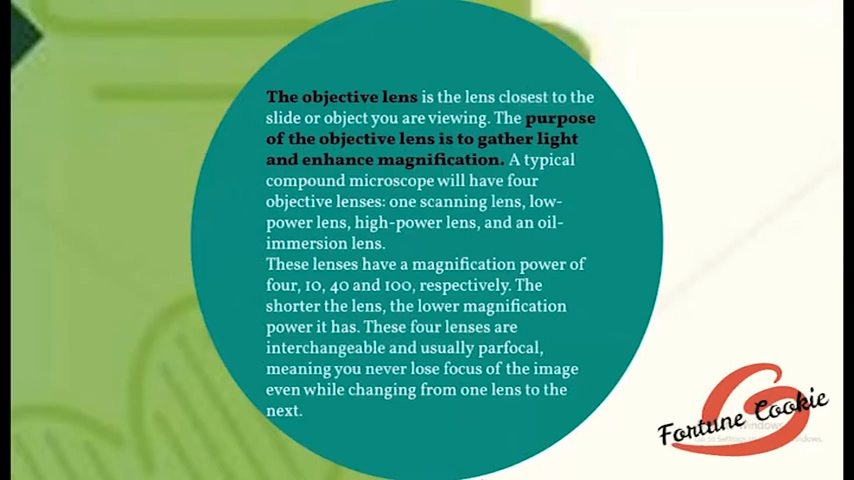 The objective lens is the lens closest to the
slide or object you are viewing. The purpose
of the objective lens is to gather light
and enhance magnification. A typical
compound microscope will have four
objective lenses: one scanning lens, low-
power lens, high-power lens, and an oil-
immersion lens.
These lenses have a magnification power of
four, 10, 40 and 100, respectively. The
shorter the lens, the lower magnification
power it has. These four lenses are
interchangeable and usually parfocal,
meaning you never lose focus of the image
even while changing from one lens to the
next.
Fortune Cookie
Windows
to Settings windows.